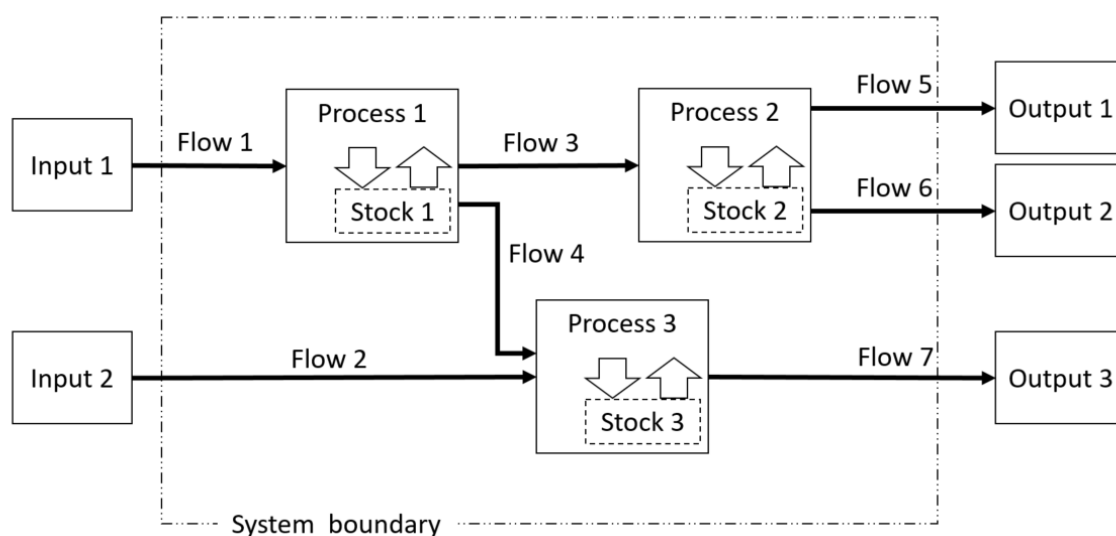 Flow 5
Process 1
Process 2
Output 1
Flow 1
Flow 3
Input 1
Flow 6
Stock 1
Stock 2
Output 2
Flow 4
Process 3
Flow 2
Flow 7
Input 2
Output 3
Stock 3
System boundary